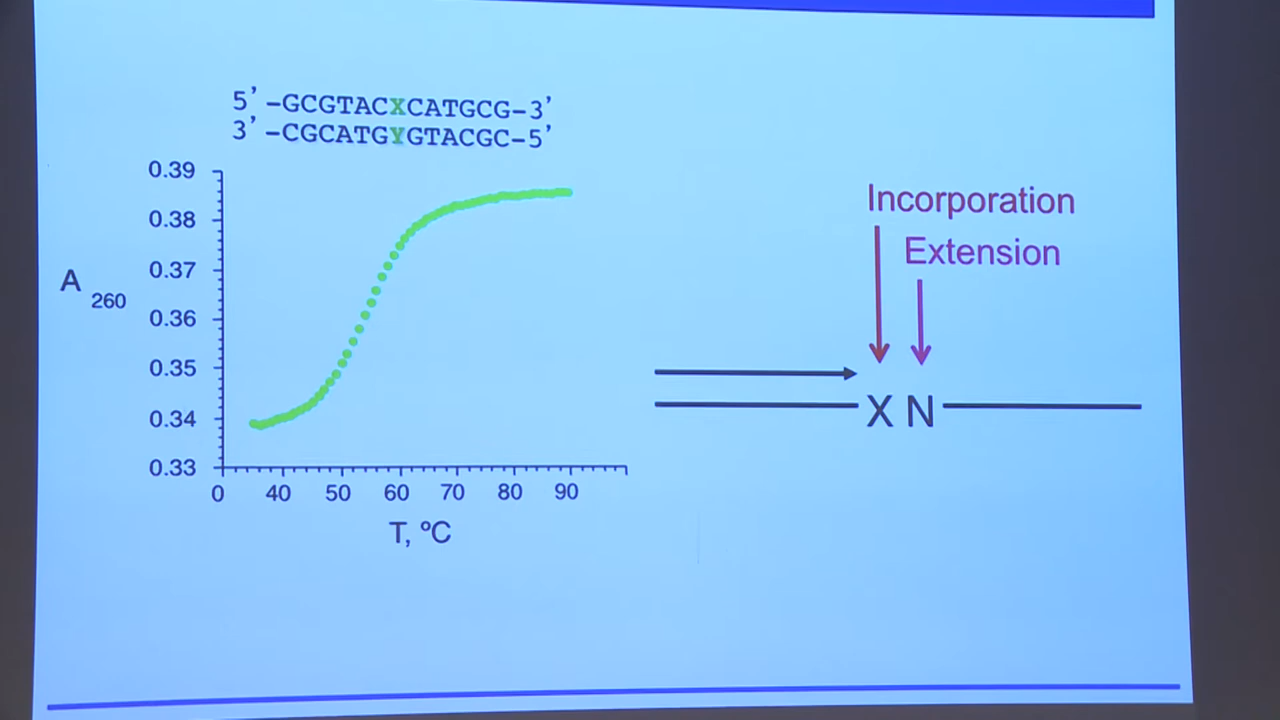 5'-GCGTACXCATGCG-3'
3'-CGCATGYGTACGC-5'
0.39
0.38
0.37
0.36
0.35
0.34
0.33
A 260
0 40 50 60 70 80 90
T, ºC
Incorporation
Extension
X N